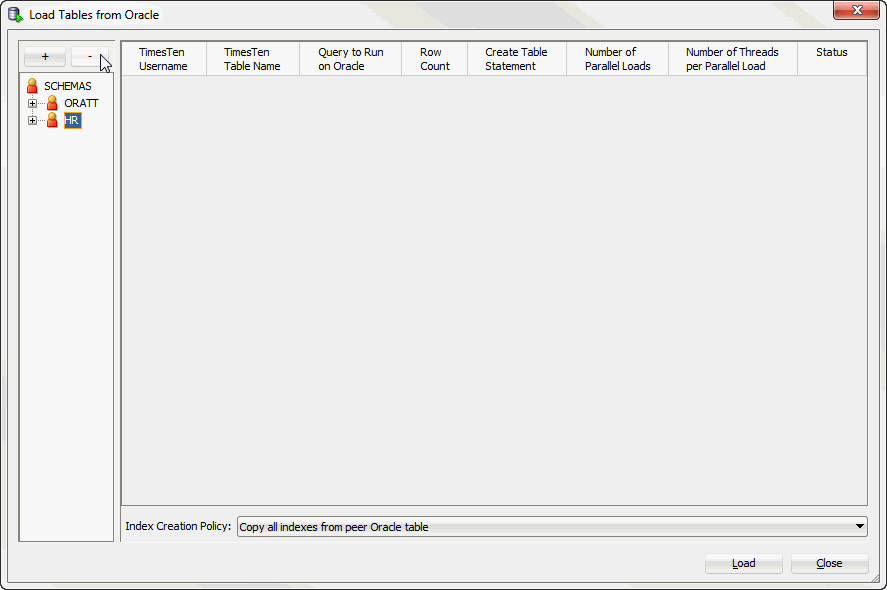 Load Tables from Oracle
+ -
SCHEMAS
ORATT
HR
TimesTen Username
TimesTen Table Name
Query to Run on Oracle
Row Count
Create Table Statement
Number of Parallel Loads
Number of Threads per Parallel Load
Status
Index Creation Policy: Copy all indexes from peer Oracle table
Load Close